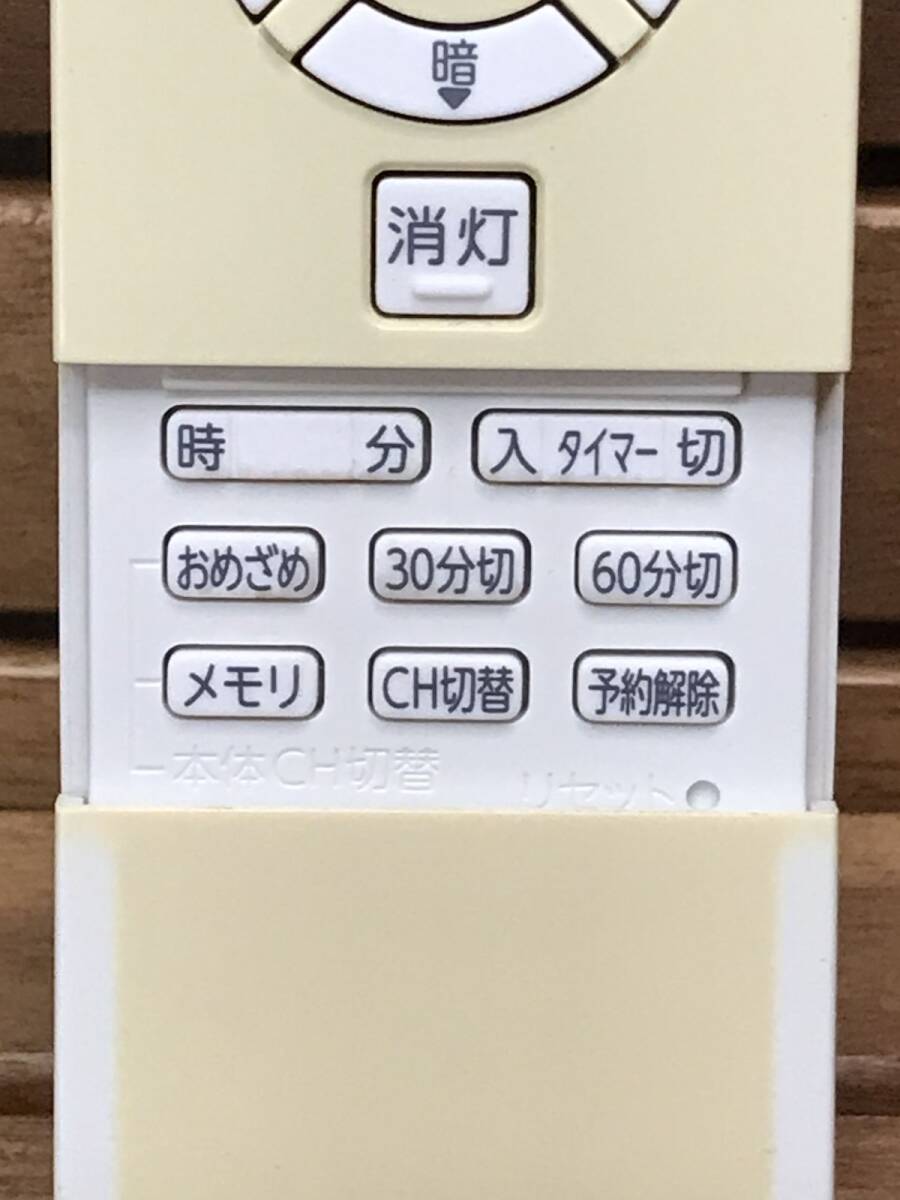 暗
消灯
時 分 入 タイマー 切
おめざめ 30分切 60分切
メモリ CH切替 予約解除
本体CH切替 リセット